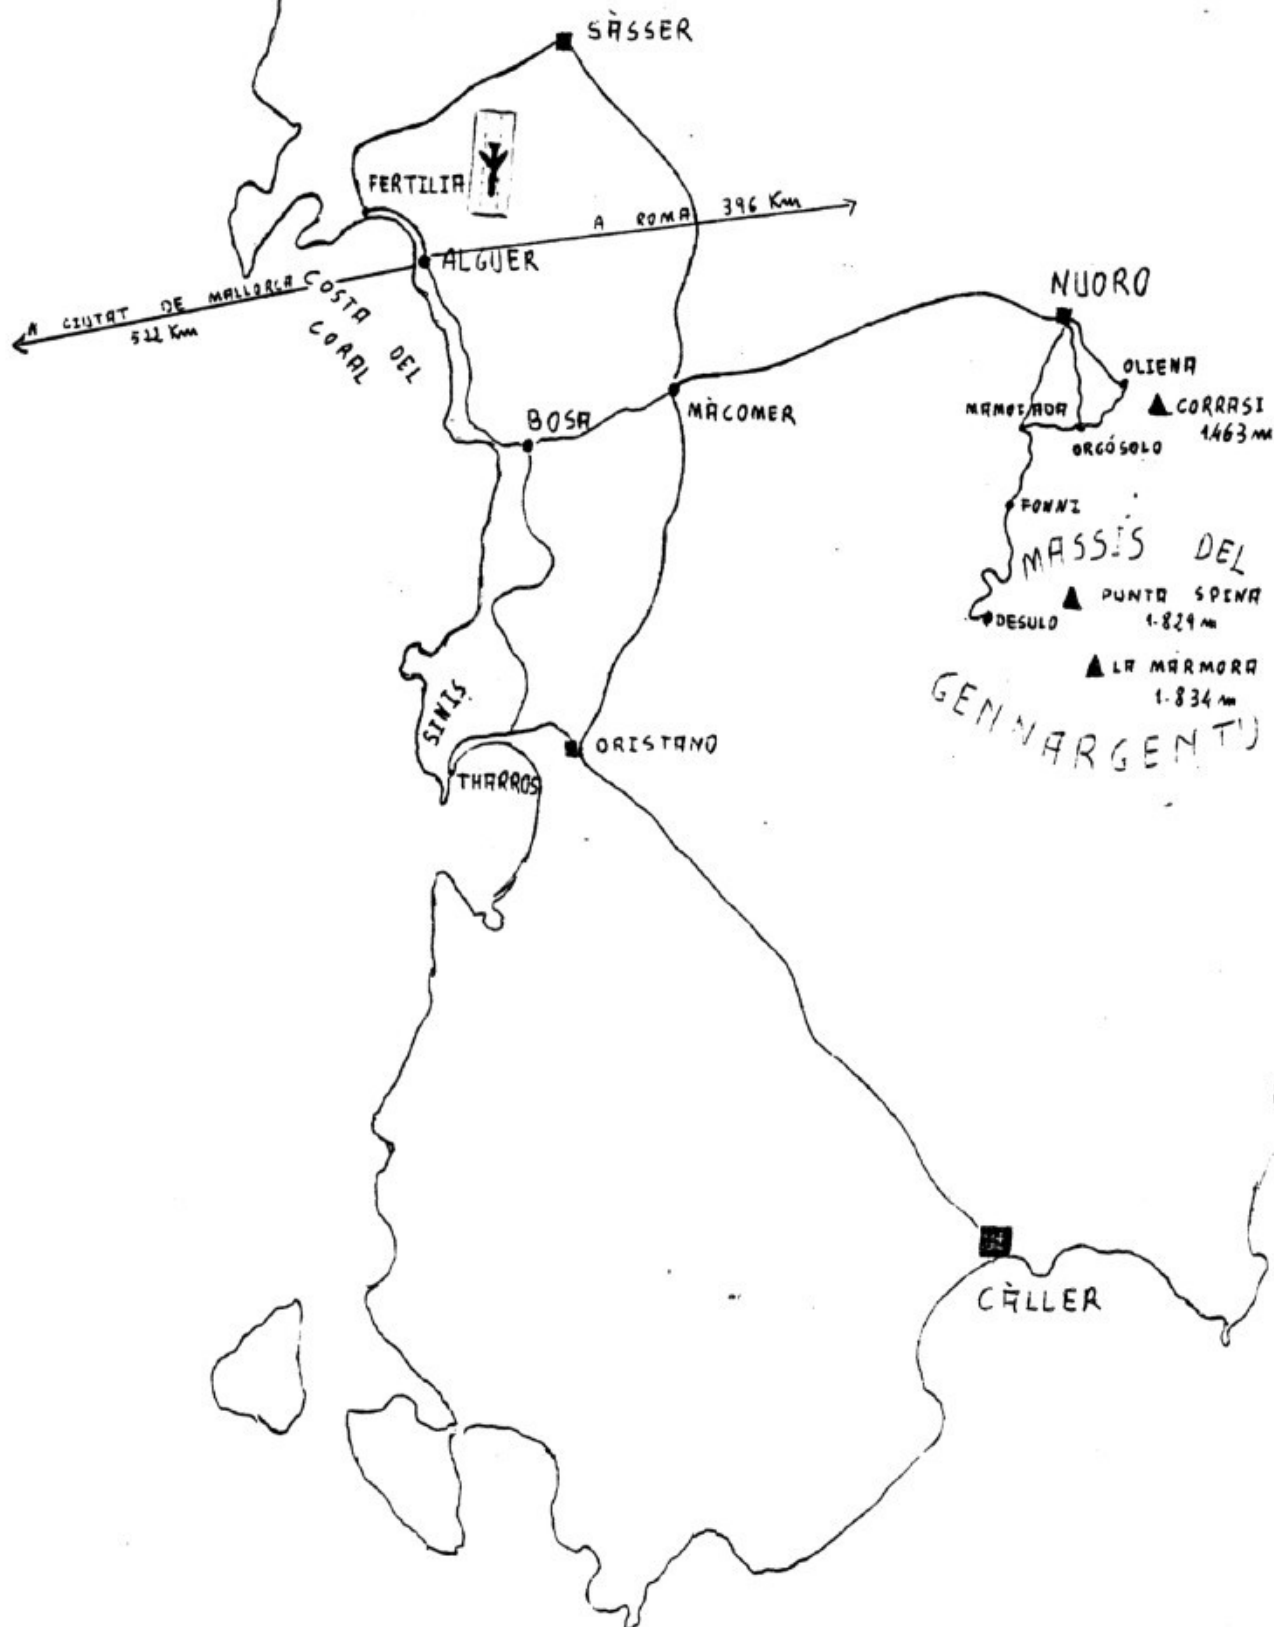 SÀSSER
FERTILIA
A ROMA 396 Km
ALGUER
A CIUTAT DE MALLORCA
522 Km
COSTA DEL
CORAL
NUORO
OLIENA
CORRASI
1.463 m
MAMOIADA
ORGÓSOLO
BOSA
MÀCOMER
FONNI
MASSÍS DEL
PUNTA SPINA
1.829 m
DESULO
LA MÀRMORA
1.834 m
GENNARGENTU
SINIS
ORISTANO
THARROS
CÀLLER